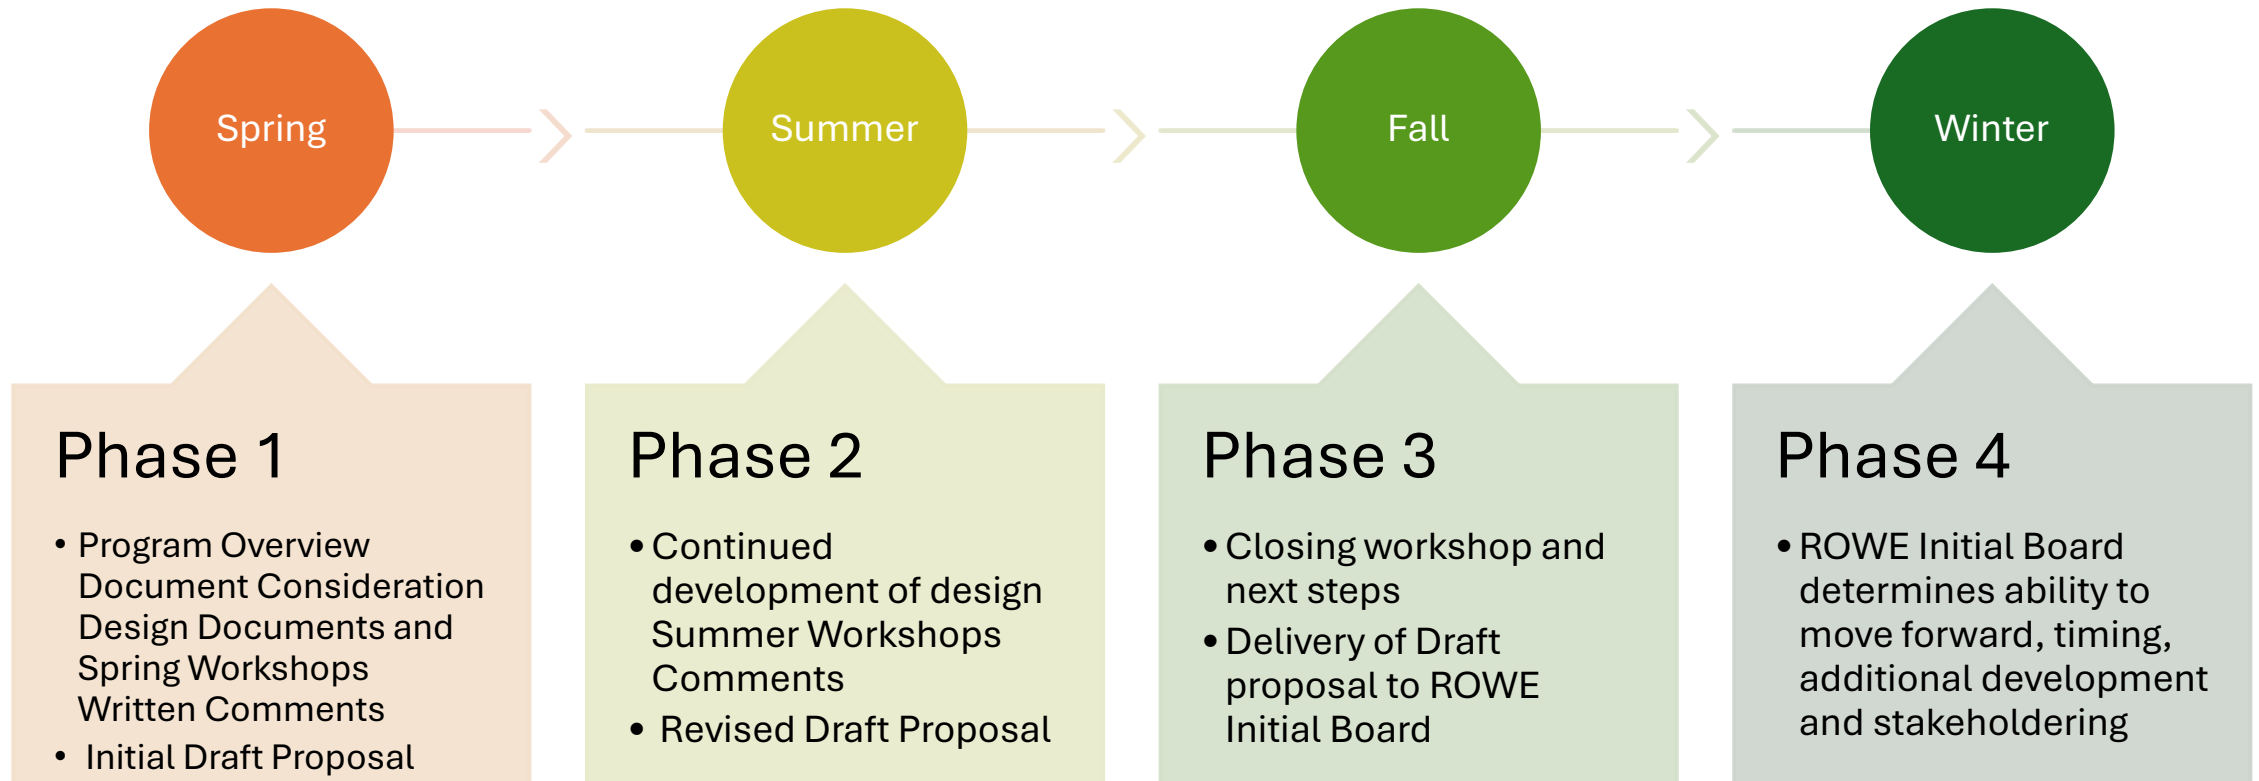 Spring
Summer
Fall
Winter
Phase 1
• Program Overview
Document Consideration
Design Documents and
Spring Workshops
Written Comments
• Initial Draft Proposal
Phase 2
• Continued
development of design
Summer Workshops
Comments
• Revised Draft Proposal
Phase 3
• Closing workshop and
next steps
• Delivery of Draft
proposal to ROWE
Initial Board
Phase 4
• ROWE Initial Board
determines ability to
move forward, timing,
additional development
and stakeholdering